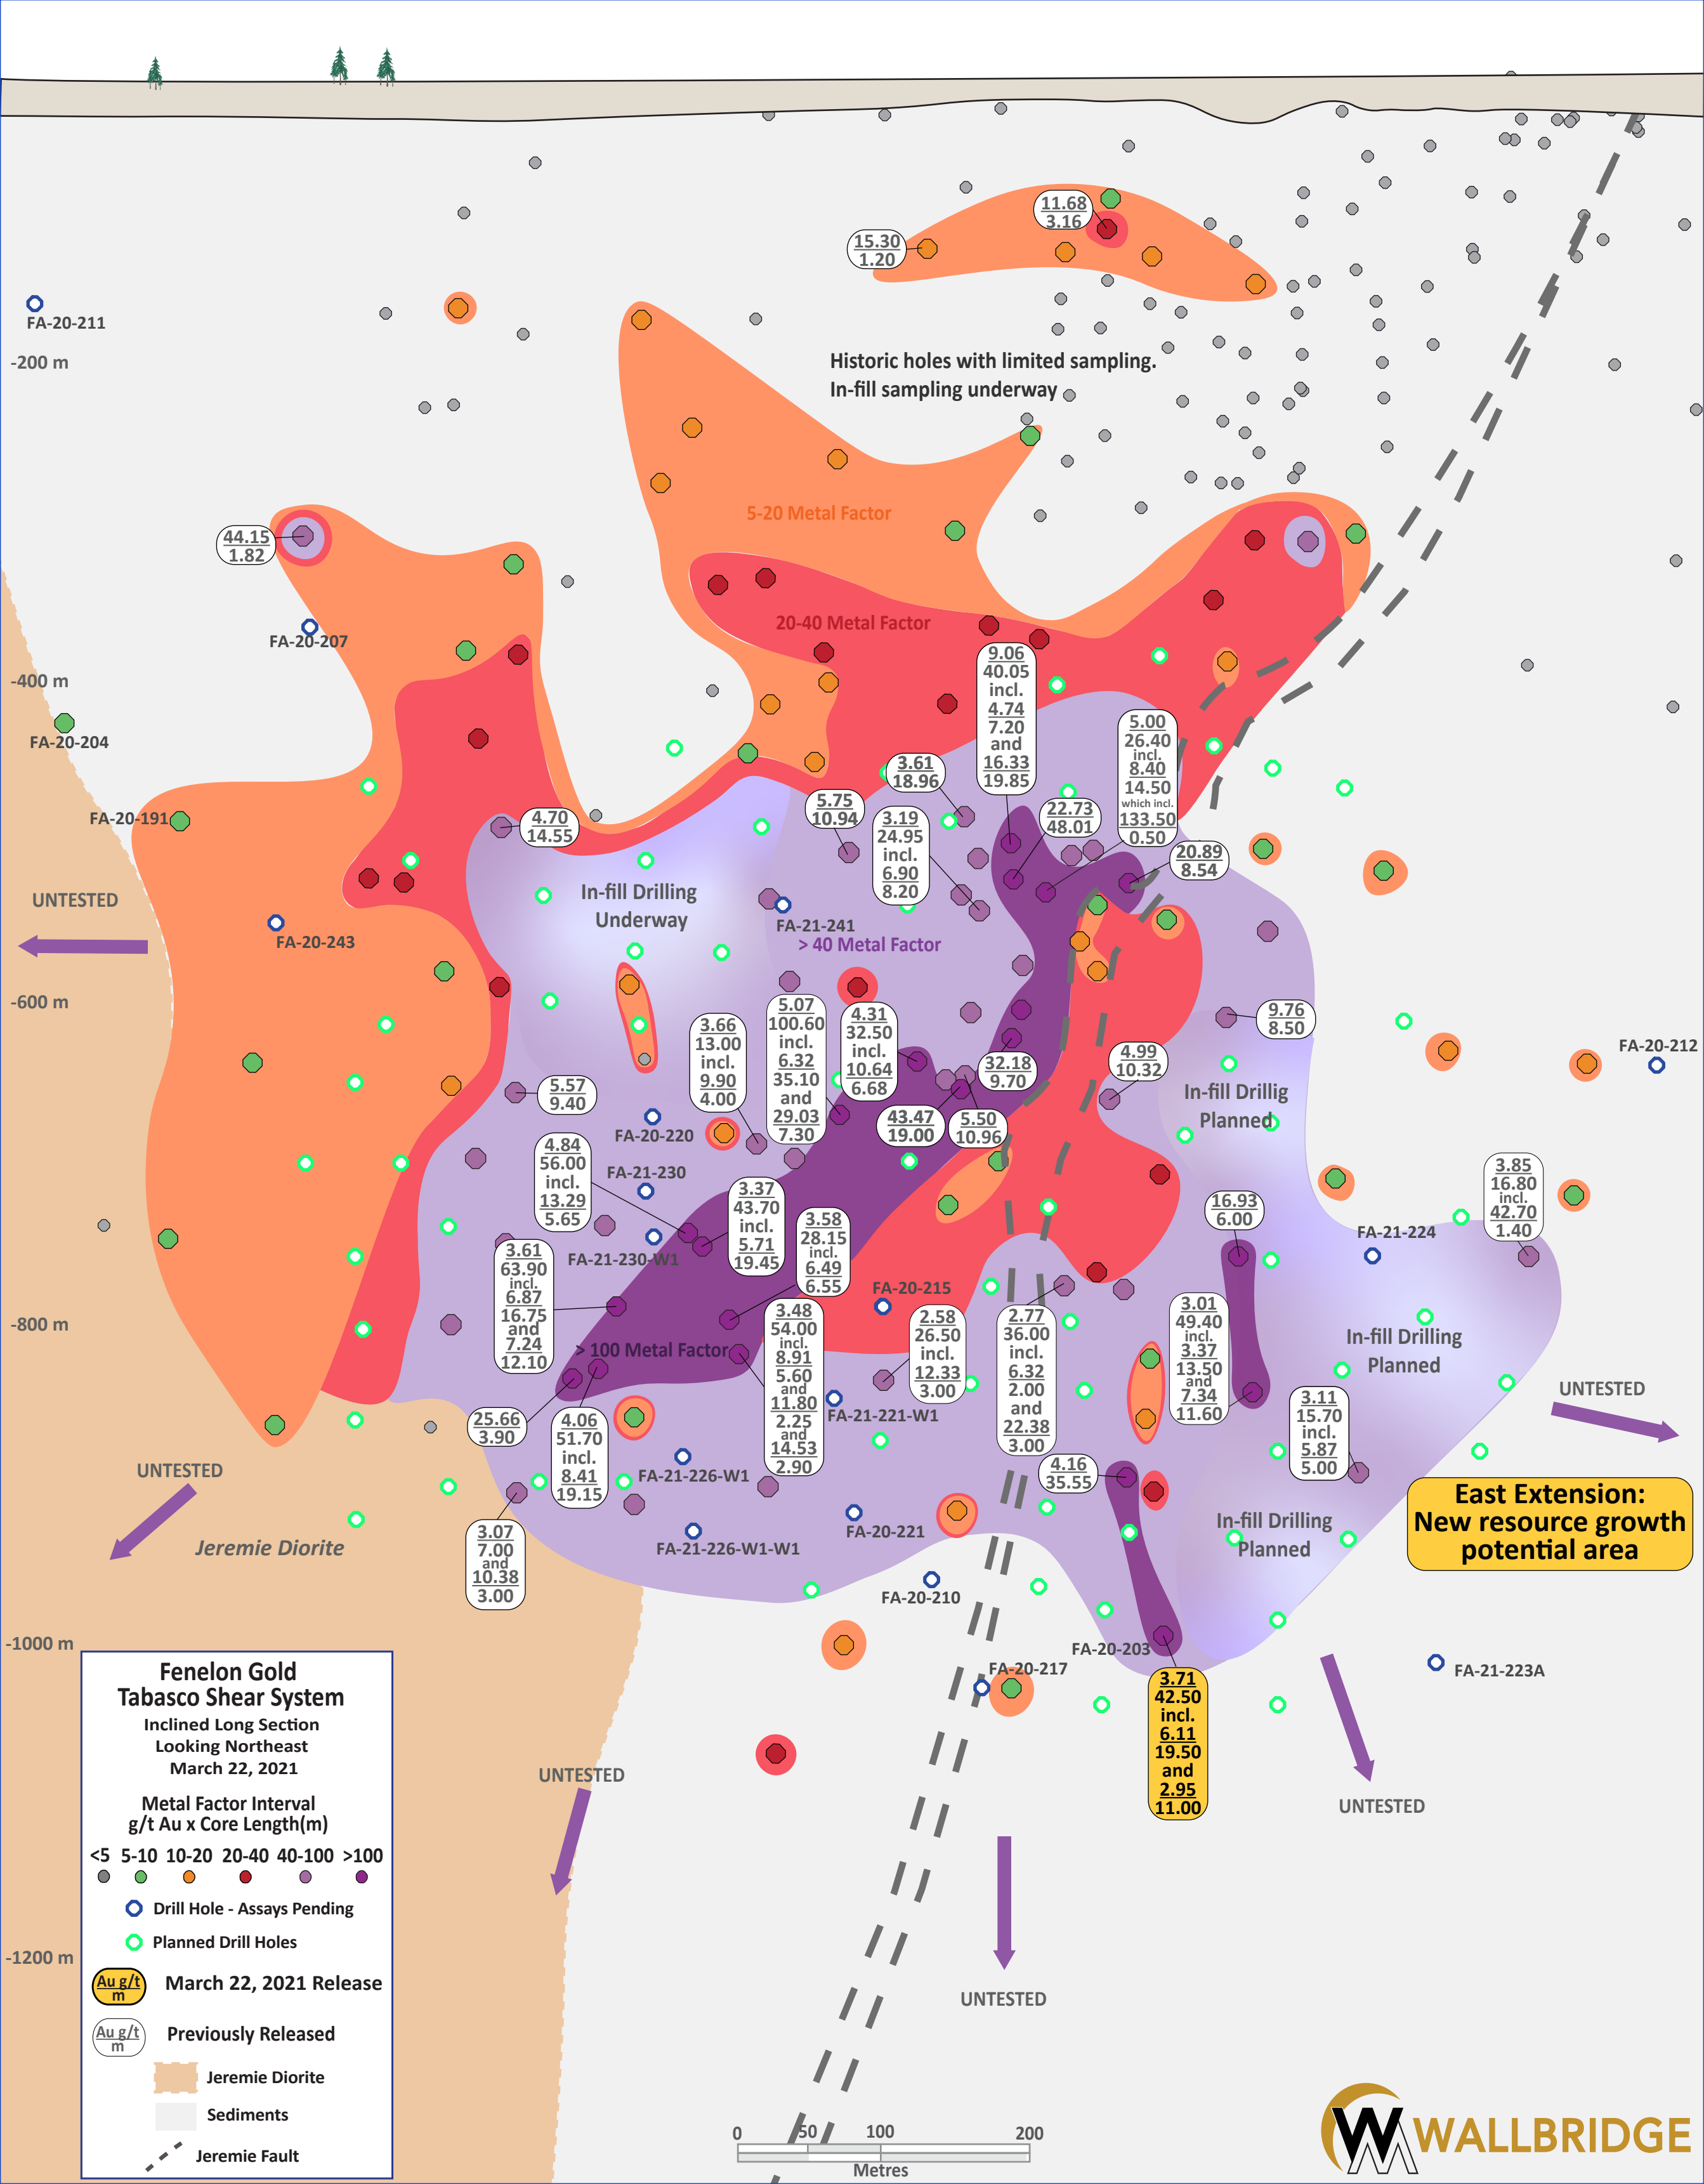 11.68
3.16
15.30
1.20
FA-20-211
-200 m
Historic holes with limited sampling.
In-fill sampling underway
5-20 Metal Factor
44.15
1.82
20-40 Metal Factor
FA-20-207
-400 m
9.06
40.05
incl.
4.74
7.20
and
16.33
19.85
5.00
26.40
incl.
8.40
14.50
which incl.
133.50
0.50
FA-20-204
3.61
18.96
5.75
10.94
22.73
48.01
3.19
24.95
incl.
6.90
8.20
FA-20-191
4.70
14.55
20.89
8.54
In-fill Drilling
Underway
UNTESTED
FA-21-241
FA-20-243
> 40 Metal Factor
-600 m
9.76
8.50
3.66
13.00
incl.
9.90
4.00
5.07
100.60
incl.
6.32
35.10
and
29.03
7.30
4.31
32.50
incl.
10.64
6.68
32.18
9.70
4.99
10.32
FA-20-212
5.57
9.40
In-fill Drillig
Planned
43.47
19.00
5.50
10.96
FA-20-220
4.84
56.00
incl.
13.29
5.65
FA-21-230
3.37
43.70
incl.
5.71
19.45
3.58
28.15
incl.
6.49
6.55
16.93
6.00
3.85
16.80
incl.
42.70
1.40
FA-21-224
FA-21-230-W1
3.61
63.90
incl.
6.87
16.75
and
7.24
12.10
FA-20-215
-800 m
3.48
54.00
incl.
8.91
5.60
and
11.80
2.25
and
14.53
2.90
2.58
26.50
incl.
12.33
3.00
2.77
36.00
incl.
6.32
2.00
and
22.38
3.00
3.01
49.40
incl.
3.37
13.50
and
7.34
11.60
In-fill Drilling
Planned
> 100 Metal Factor
UNTESTED
3.11
15.70
incl.
5.87
5.00
25.66
3.90
4.06
51.70
incl.
8.41
19.15
FA-21-221-W1
UNTESTED
FA-21-226-W1
4.16
35.55
East Extension:
New resource growth
potential area
Jeremie Diorite
3.07
7.00
and
10.38
3.00
FA-20-221
FA-21-226-W1-W1
In-fill Drilling
Planned
FA-20-210
-1000 m
FA-20-203
FA-20-217
FA-21-223A
3.71
42.50
incl.
6.11
19.50
and
2.95
11.00
UNTESTED
UNTESTED
UNTESTED
-1200 m
Fenelon Gold
Tabasco Shear System
Inclined Long Section
Looking Northeast
March 22, 2021
Metal Factor Interval
g/t Au x Core Length(m)
<5 5-10 10-20 20-40 40-100 >100
Drill Hole - Assays Pending
Planned Drill Holes
Au g/t
m
March 22, 2021 Release
Au g/t
m
Previously Released
Jeremie Diorite
Sediments
Jeremie Fault
0 50 100 200
Metres
WALLBRIDGE